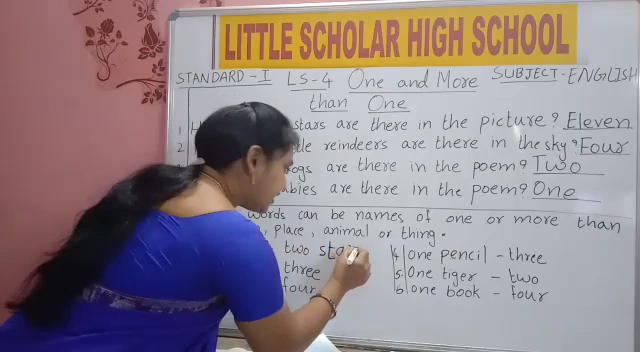 LITTLE SCHOLAR HIGH SCHOOL
STANDARD - I LS-4 One and More SUBJECT:- ENGLISH
than One
1 stars are there in the picture? Eleven
2 reindeers are there in the sky? Four
are there in the poem? Two
are there in the poem? One
words can be names of one or more than
place, animal or thing.
two
three
four
4 One pencil - three
5 One tiger - two
6 One book - four